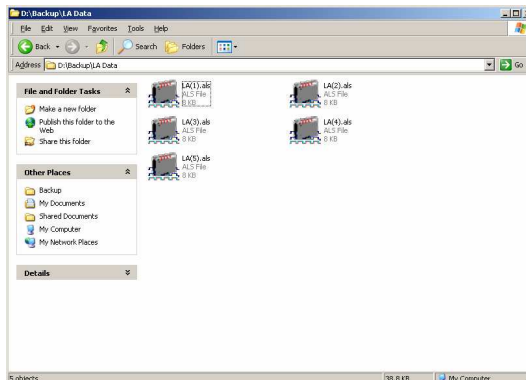 D:\Backup\LA Data
File Edit View Favorites Tools Help
Back Search Folders
Address D:\Backup\LA Data Go
File and Folder Tasks
Make a new folder
Publish this folder to the
Web
Share this folder
Other Places
Backup
My Documents
Shared Documents
My Computer
My Network Places
Details
LA(1).als
ALS File
8 KB
LA(2).als
ALS File
8 KB
LA(3).als
ALS File
8 KB
LA(4).als
ALS File
8 KB
LA(5).als
ALS File
8 KB
5 objects 38.8 KB My Computer